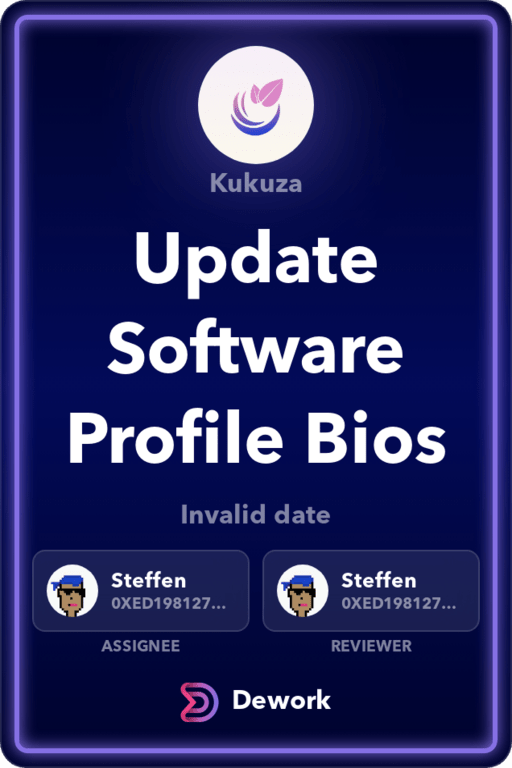 Kukuza
Update
Software
Profile Bios
Invalid date
Steffen
0XED198127...
ASSIGNEE
Steffen
0XED198127...
REVIEWER
Dework